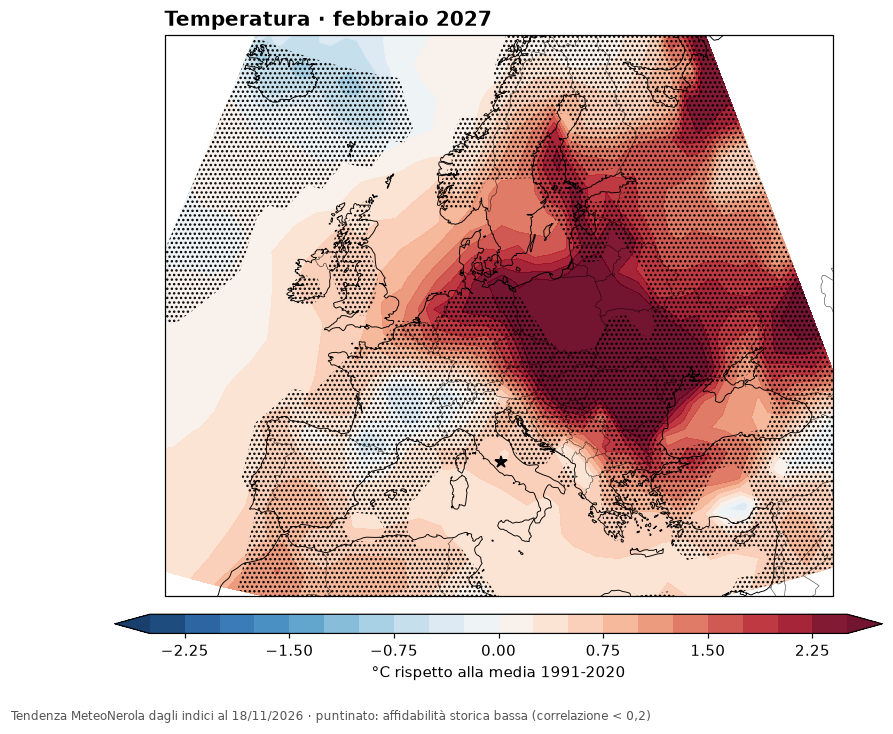 Temperatura · febbraio 2027
−2.25 −1.50 −0.75 0.00 0.75 1.50 2.25
°C rispetto alla media 1991-2020
Tendenza MeteoNerola dagli indici al 18/11/2026 · puntinato: affidabilità storica bassa (correlazione < 0,2)